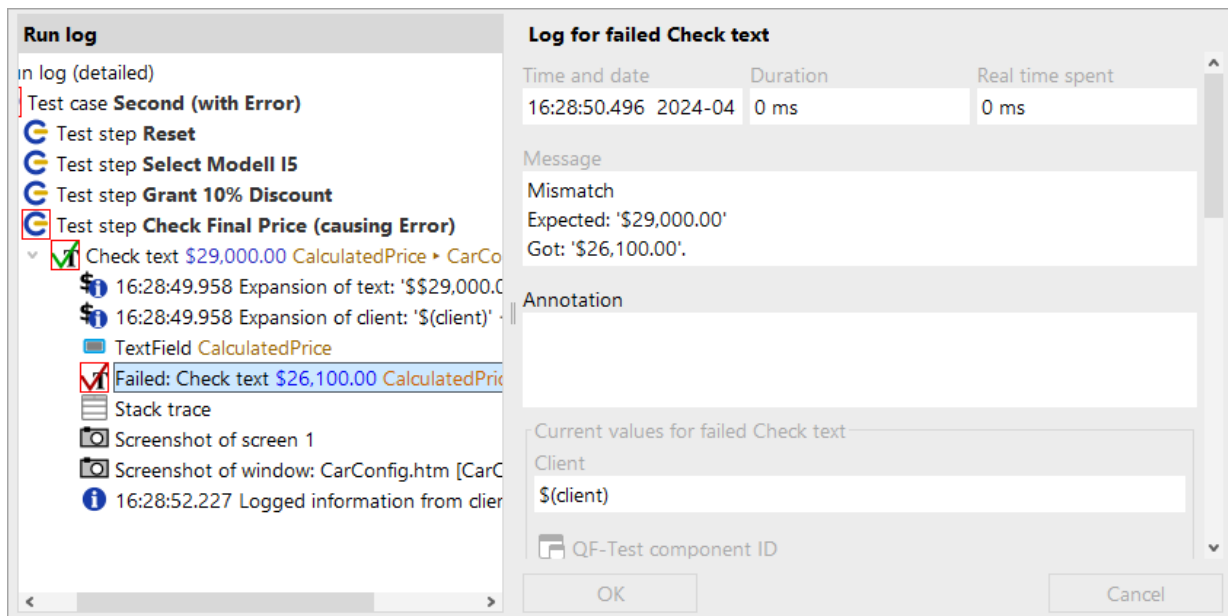 Run log
un log (detailed)
Test case Second (with Error)
Test step Reset
Test step Select Modell I5
Test step Grant 10% Discount
Test step Check Final Price (causing Error)
Check text $29,000.00 CalculatedPrice ▸ CarCo
16:28:49.958 Expansion of text: '$$29,000.0
16:28:49.958 Expansion of client: '$(client)' -
TextField CalculatedPrice
Failed: Check text $26,100.00 CalculatedPric
Stack trace
Screenshot of screen 1
Screenshot of window: CarConfig.htm [CarC
16:28:52.227 Logged information from clien
Log for failed Check text
Time and date Duration Real time spent
16:28:50.496 2024-04 0 ms 0 ms
Message
Mismatch
Expected: '$29,000.00'
Got: '$26,100.00'.
Annotation
Current values for failed Check text
Client
$(client)
QF-Test component ID
OK Cancel